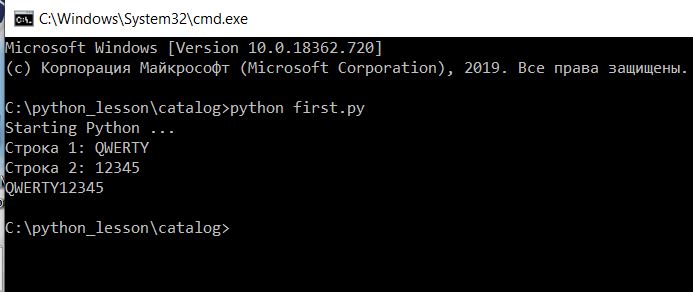 C:\Windows\System32\cmd.exe
Microsoft Windows [Version 10.0.18362.720]
(c) Корпорация Майкрософт (Microsoft Corporation), 2019. Все права защищены.
C:\python_lesson\catalog>python first.py
Starting Python ...
Строка 1: QWERTY
Строка 2: 12345
QWERTY12345
C:\python_lesson\catalog>